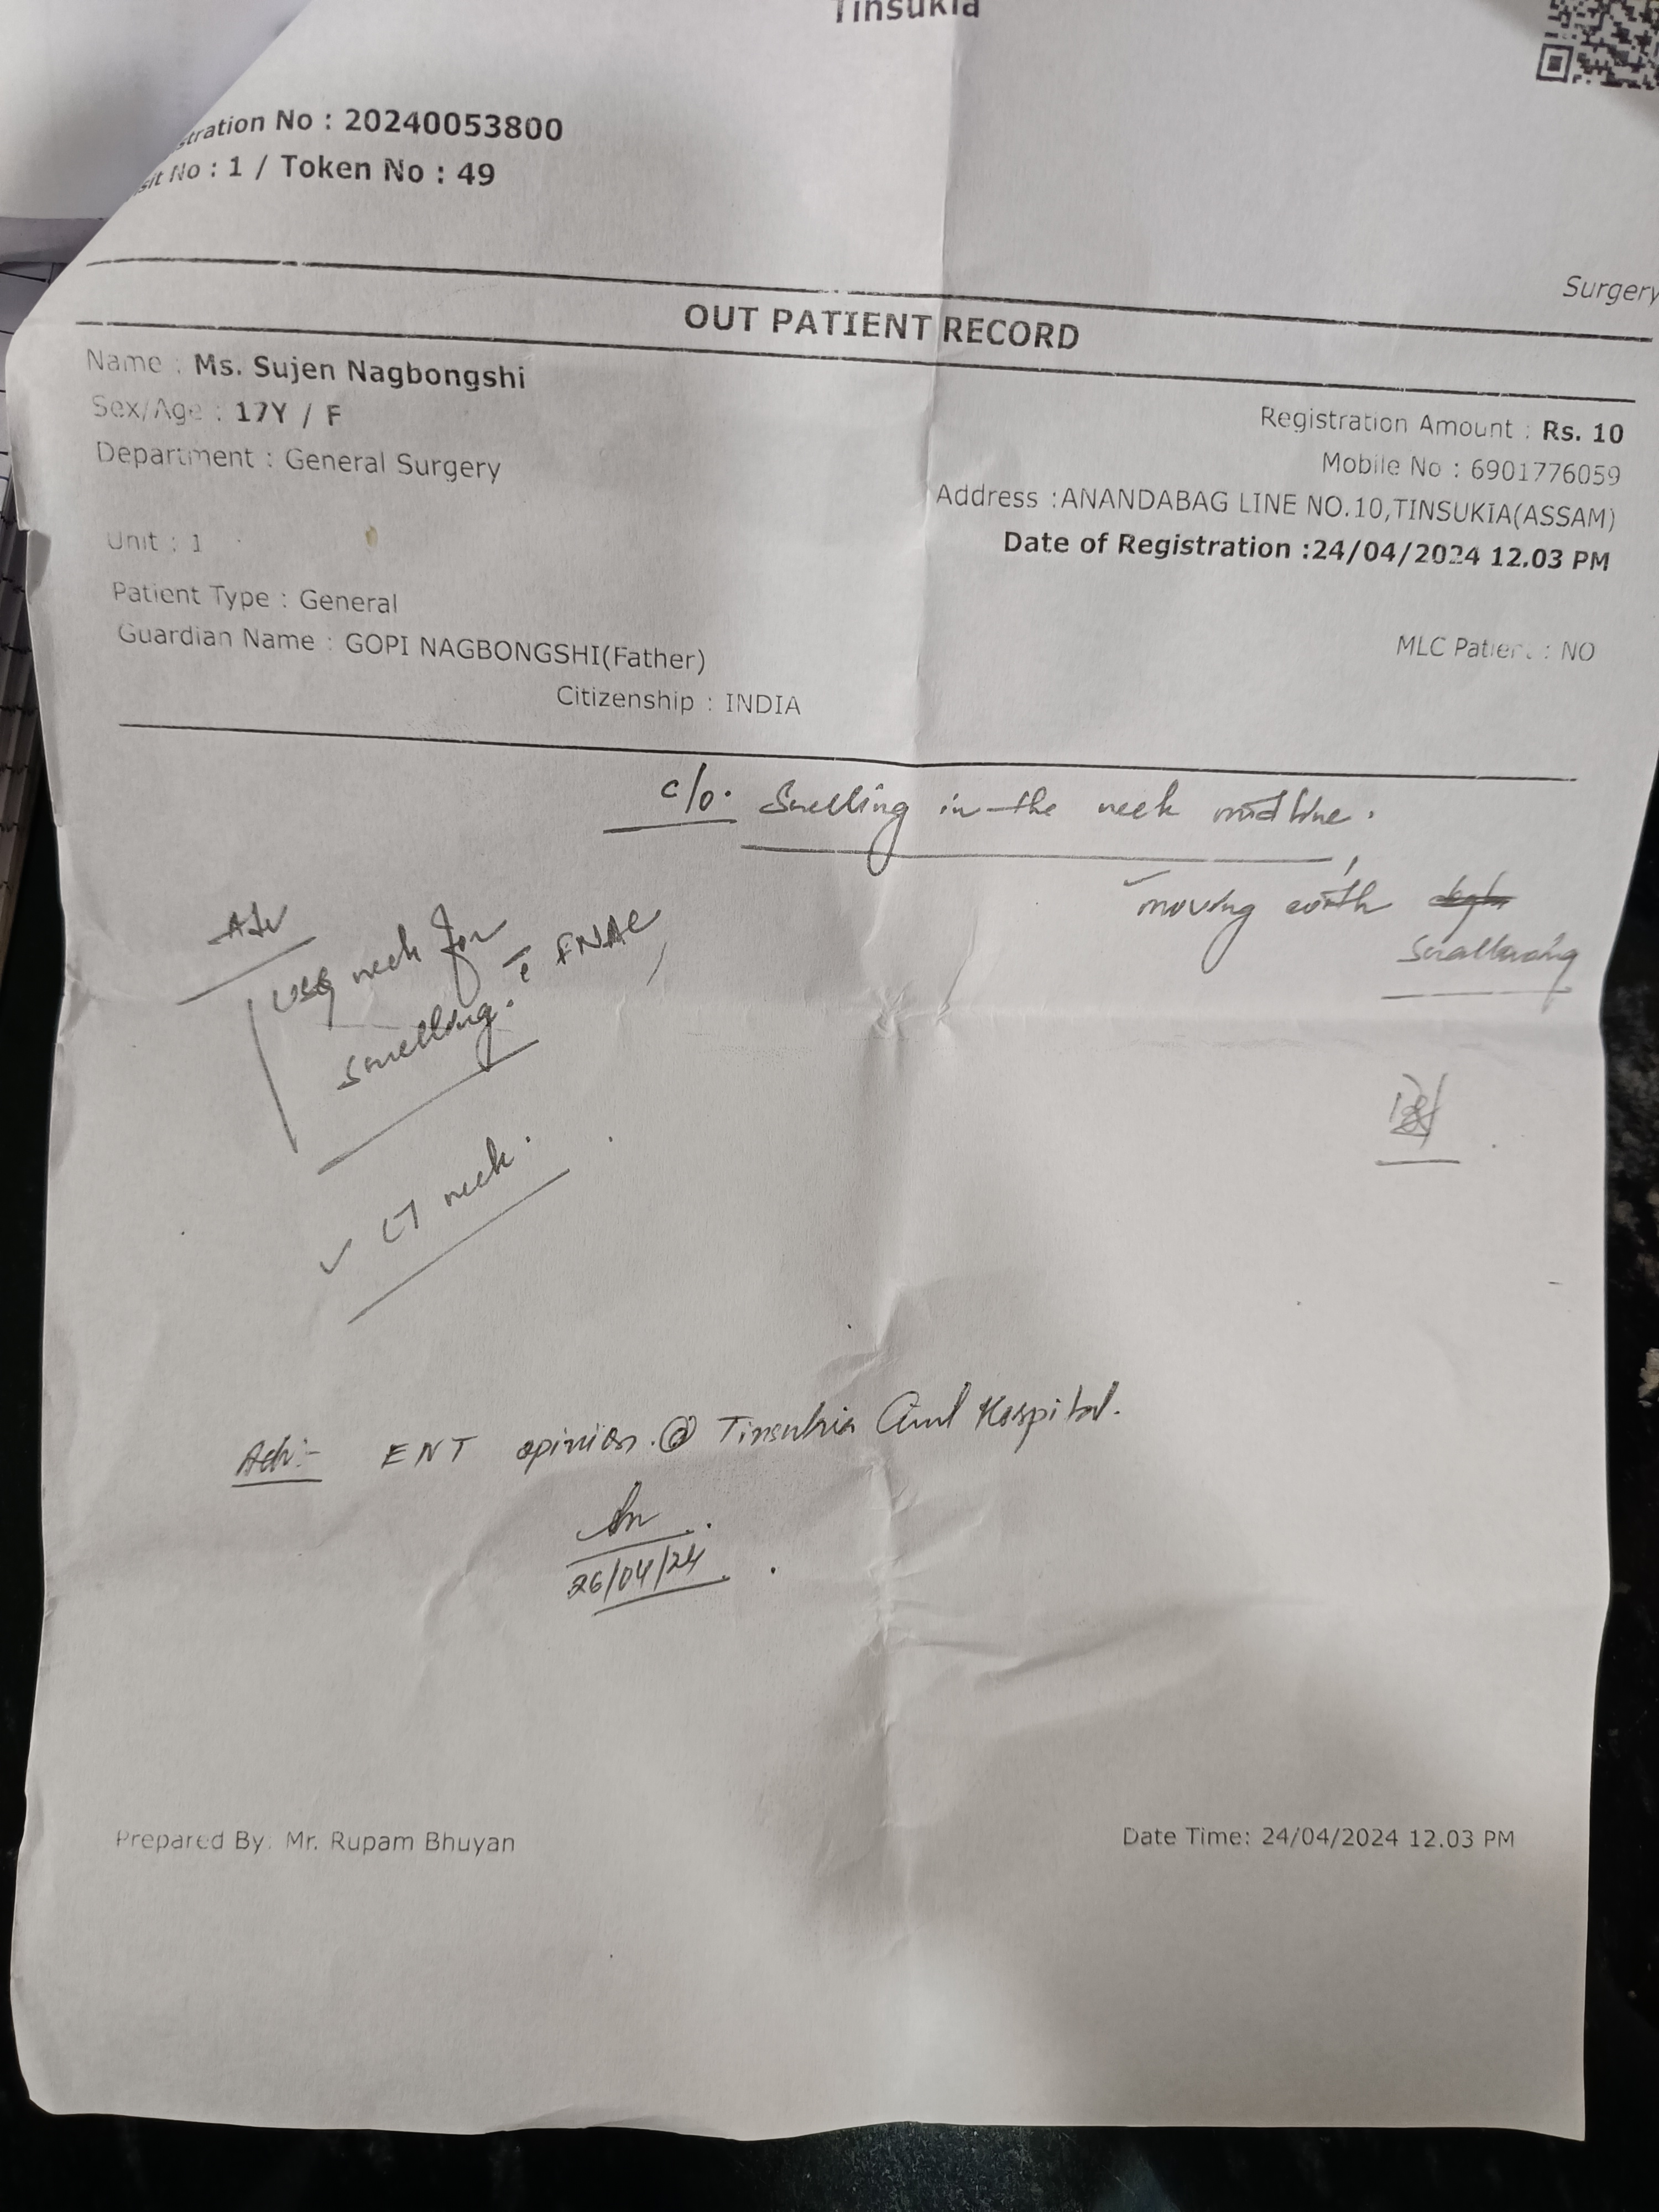 Tinsukia
stration No : 20240053800
sit No : 1 / Token No : 49
Surgery
OUT PATIENT RECORD
Name : Ms. Sujen Nagbongshi
Sex/Age : 17Y / F
Department : General Surgery
Unit : 1
Patient Type : General
Guardian Name : GOPI NAGBONGSHI(Father)
Citizenship : INDIA
Registration Amount : Rs. 10
Mobile No : 6901776059
Address :ANANDABAG LINE NO.10,TINSUKIA(ASSAM)
Date of Registration :24/04/2024 12.03 PM
MLC Patient : NO
c/o. Swelling in the neck midline.
moving with
swallowing
Adv
USG neck for
swelling. c̄ FNAC
✓ CT neck.
Adv:- ENT opinion @ Tinsukia Civil Hospital.
26/04/24
Prepared By: Mr. Rupam Bhuyan
Date Time: 24/04/2024 12.03 PM